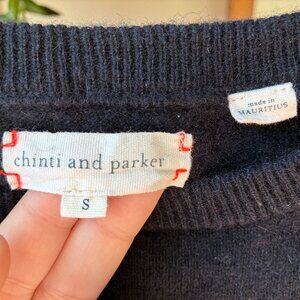 chinti and parker
S
made in
MAURITIUS